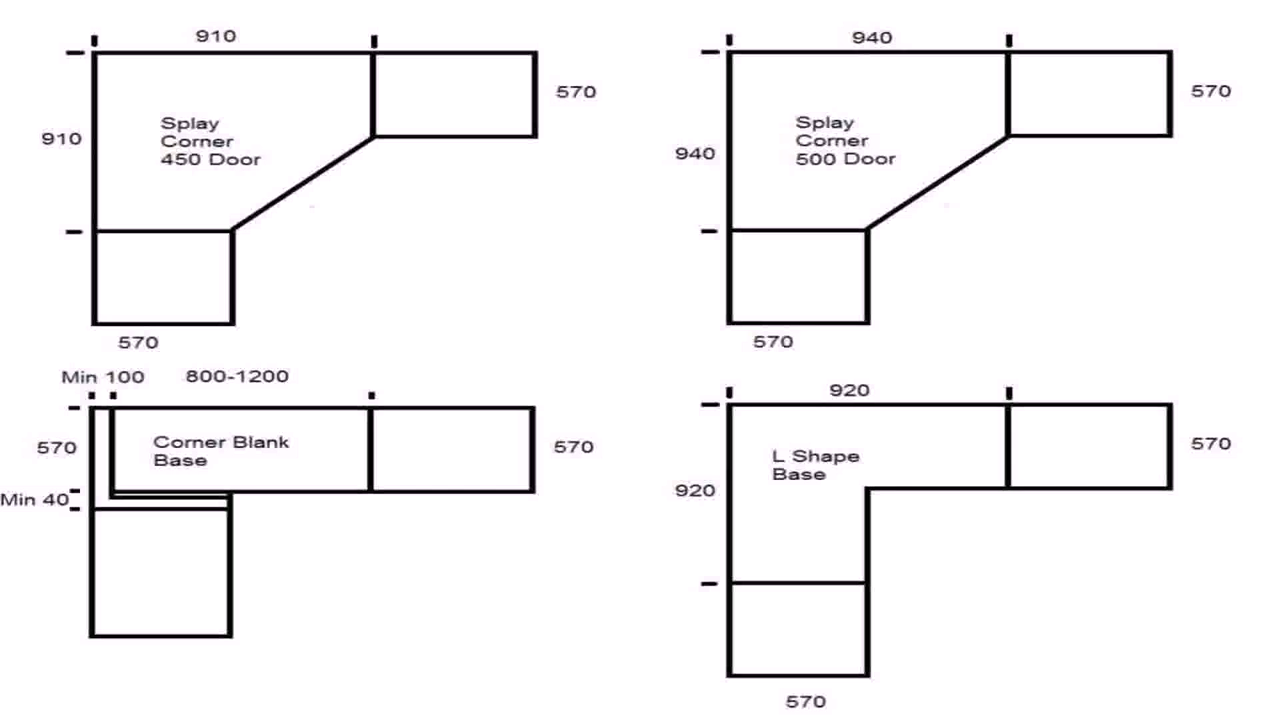 910
570
Splay
Corner
450 Door
910
570
940
570
Splay
Corner
500 Door
940
570
Min 100
800-1200
570
Corner Blank
Base
570
Min 40
920
570
L Shape
Base
920
570